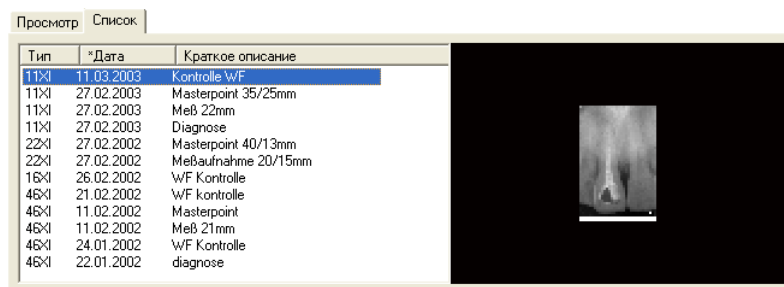 Просмотр Список
Тип *Дата Краткое описание
11XI 11.03.2003 Kontrolle WF
11XI 27.02.2003 Masterpoint 35/25mm
11XI 27.02.2003 Meß 22mm
11XI 27.02.2003 Diagnose
22XI 27.02.2002 Masterpoint 40/13mm
22XI 27.02.2002 Meßaufnahme 20/15mm
16XI 26.02.2002 WF Kontrolle
46XI 21.02.2002 WF kontrolle
46XI 11.02.2002 Masterpoint
46XI 11.02.2002 Meß 21mm
46XI 24.01.2002 WF Kontrolle
46XI 22.01.2002 diagnose